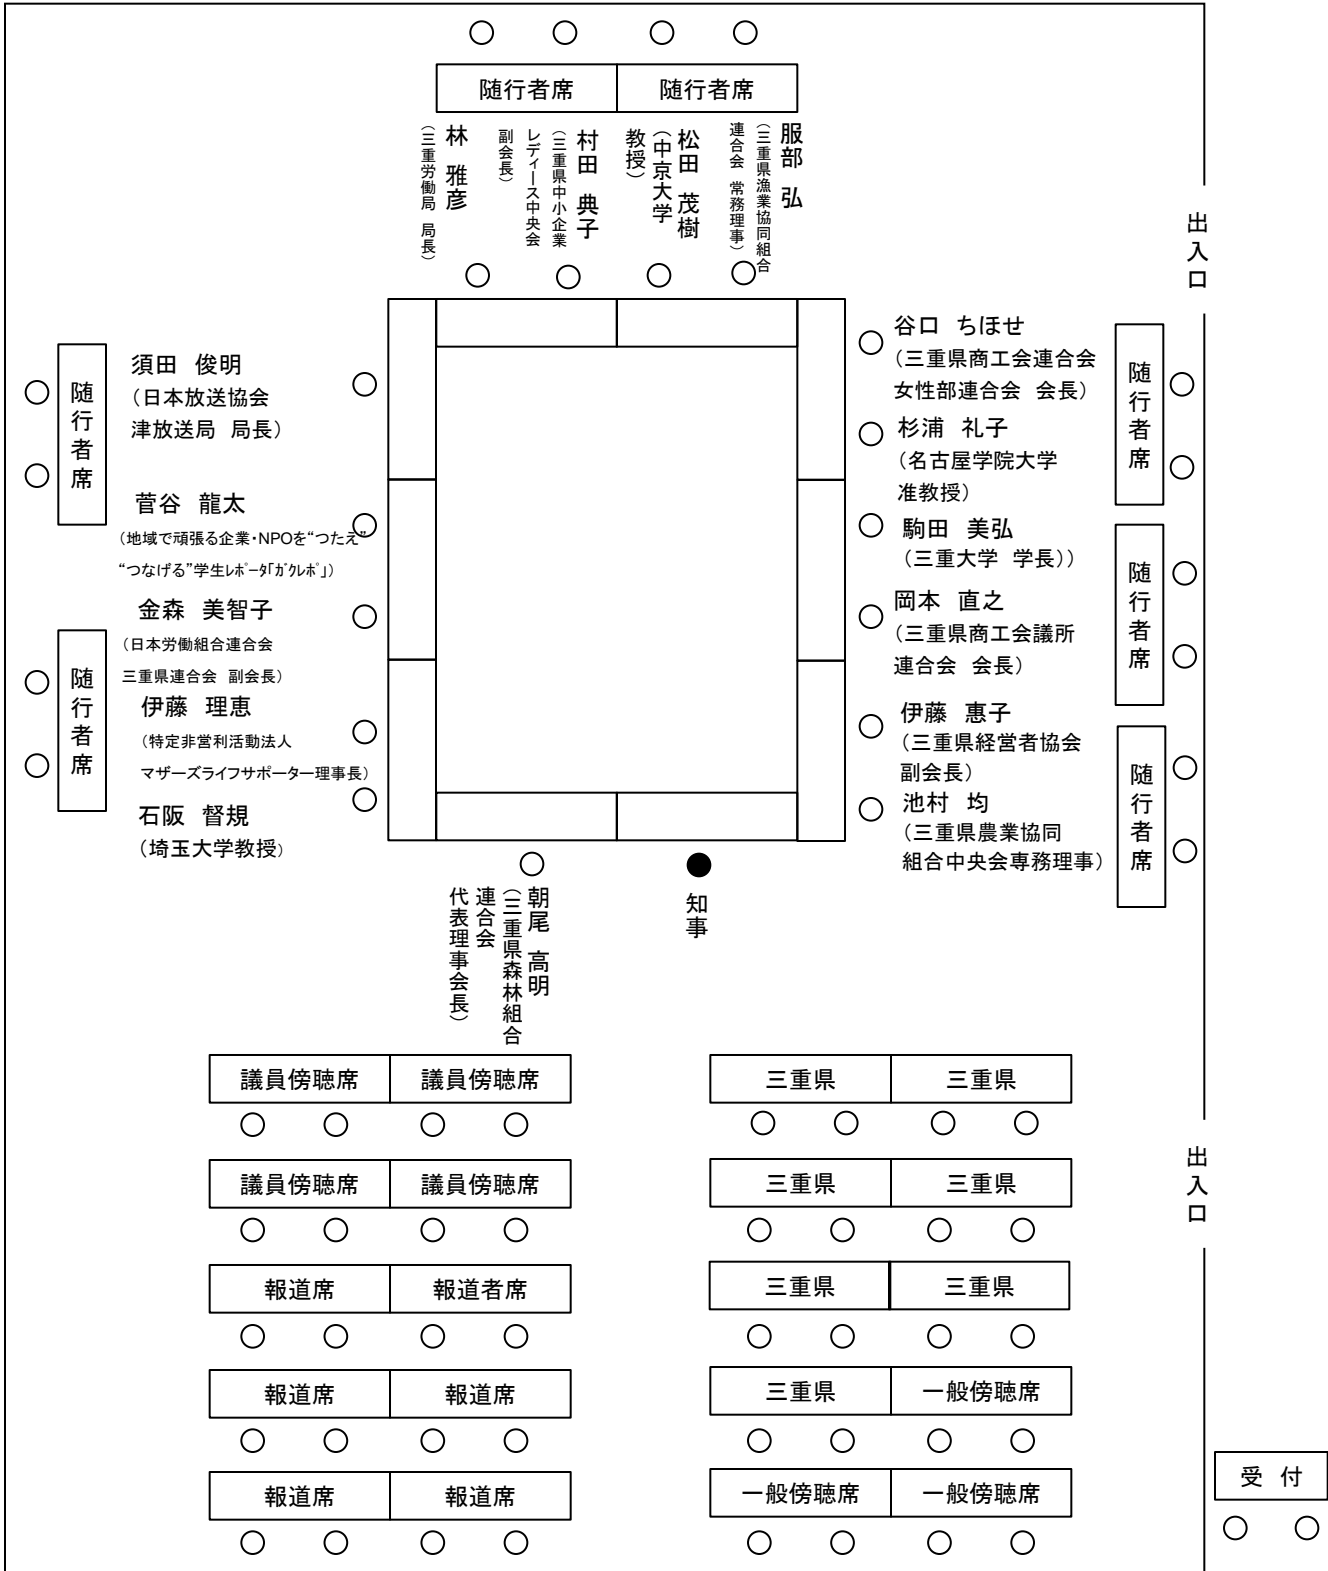 随行者席
随行者席
服部 弘
（三重県漁業協同組合
連合会 常務理事）
松田 茂樹
（中京大学
教授）
村田 典子
（三重県中小企業
レディース中央会
副会長）
林 雅彦
（三重労働局 局長）
出入口
随行者席
須田 俊明
（日本放送協会
津放送局 局長）
菅谷 龍太
（地域で頑張る企業・NPOを“つたえ”
“つなげる”学生ﾚﾎﾟｰﾀ｢ｶﾞｸﾚﾎﾟ｣）
随行者席
金森 美智子
（日本労働組合連合会
三重県連合会 副会長）
伊藤 理恵
（特定非営利活動法人
マザーズライフサポーター理事長）
石阪 督規
（埼玉大学教授）
谷口 ちほせ
（三重県商工会連合会
女性部連合会 会長）
杉浦 礼子
（名古屋学院大学
准教授）
随行者席
駒田 美弘
（三重大学 学長））
岡本 直之
（三重県商工会議所
連合会 会長）
随行者席
伊藤 惠子
（三重県経営者協会
副会長）
池村 均
（三重県農業協同
組合中央会専務理事）
随行者席
朝尾 高明
（三重県森林組合
連合会
代表理事会長）
知事
議員傍聴席 議員傍聴席 三重県 三重県
議員傍聴席 議員傍聴席 三重県 三重県
出入口
報道席 報道者席 三重県 三重県
報道席 報道席 三重県 一般傍聴席
報道席 報道席 一般傍聴席 一般傍聴席
受 付